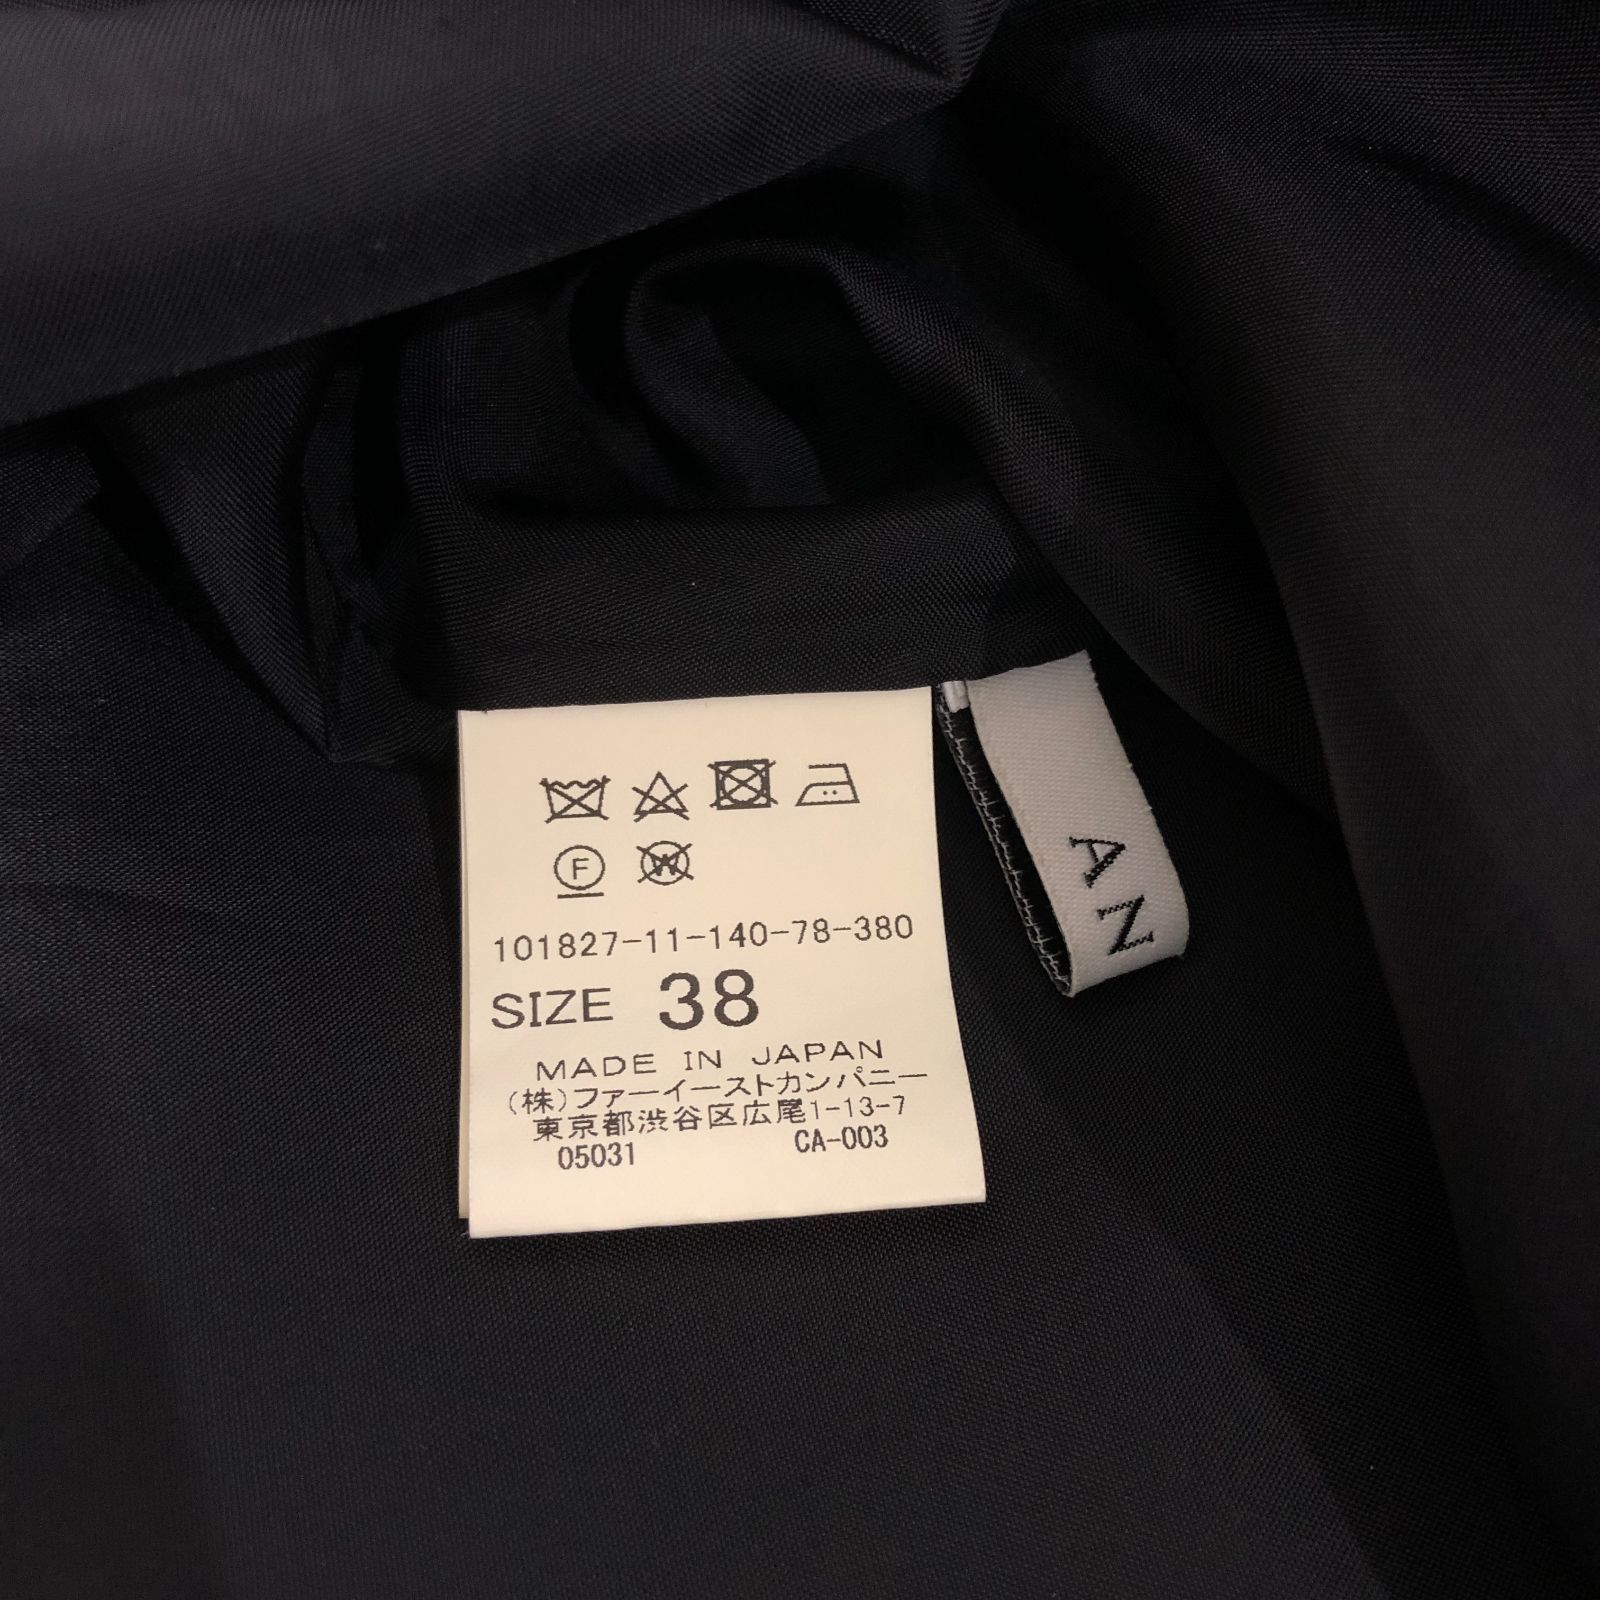 F
W
101827-11-140-78-380
SIZE 38
MADE IN JAPAN
(株)ファーイーストカンパニー
東京都渋谷区広尾1-13-7
05031 CA-003
AN